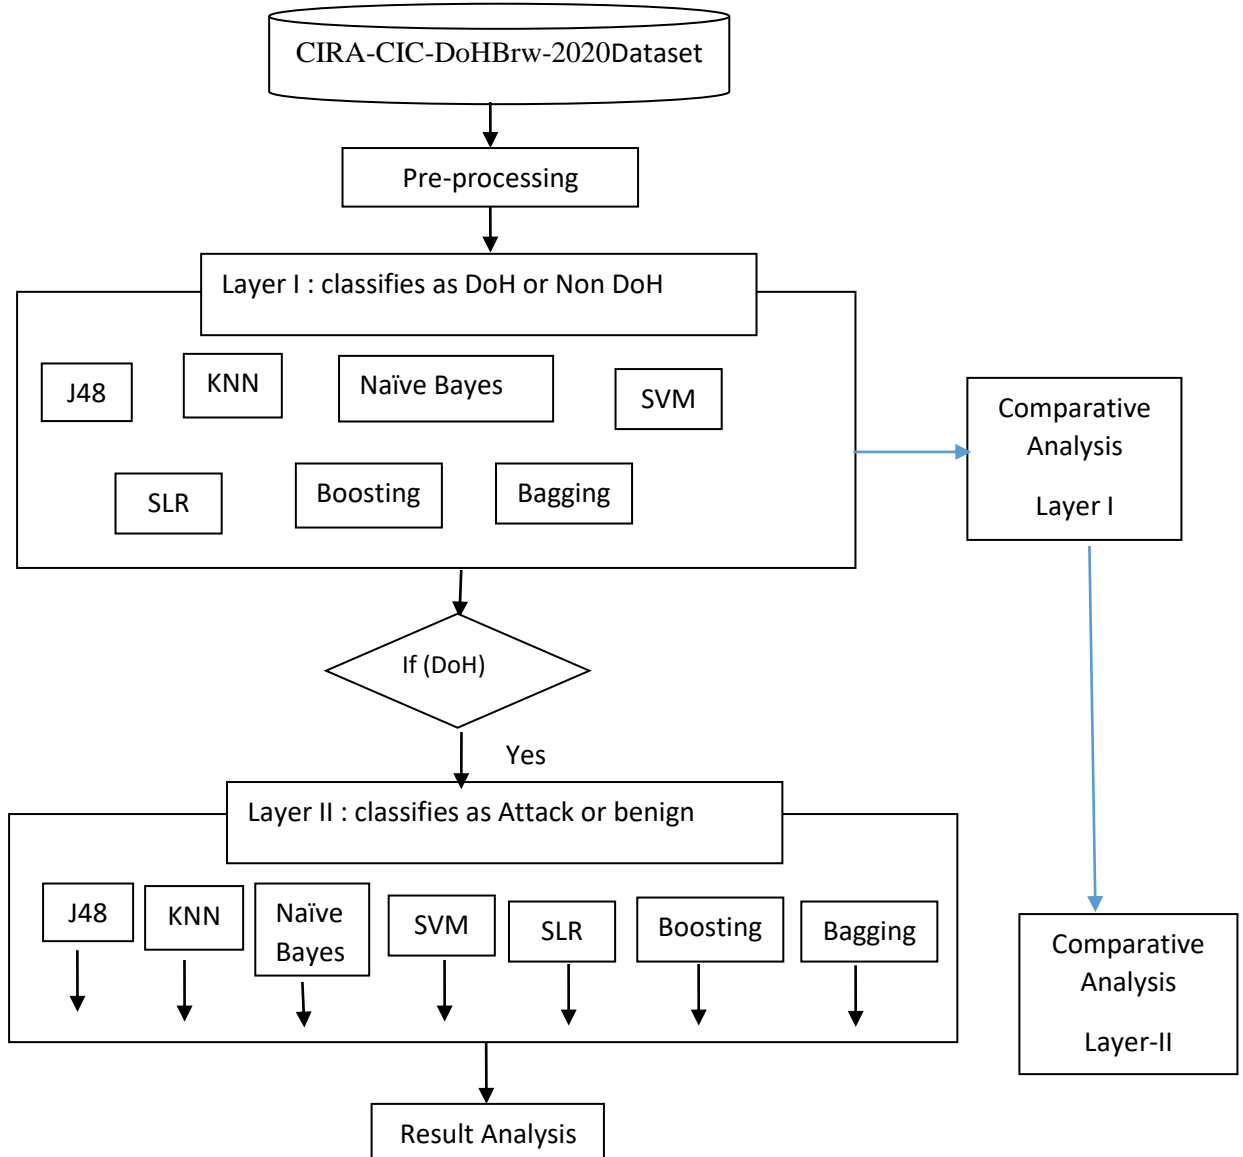 CIRA-CIC-DoHBrw-2020Dataset
Pre-processing
Layer I : classifies as DoH or Non DoH
J48
KNN
Naïve Bayes
SVM
SLR
Boosting
Bagging
Comparative
Analysis
Layer I
If (DoH)
Yes
Layer II : classifies as Attack or benign
J48
KNN
Naïve
Bayes
SVM
SLR
Boosting
Bagging
Comparative
Analysis
Layer-II
Result Analysis